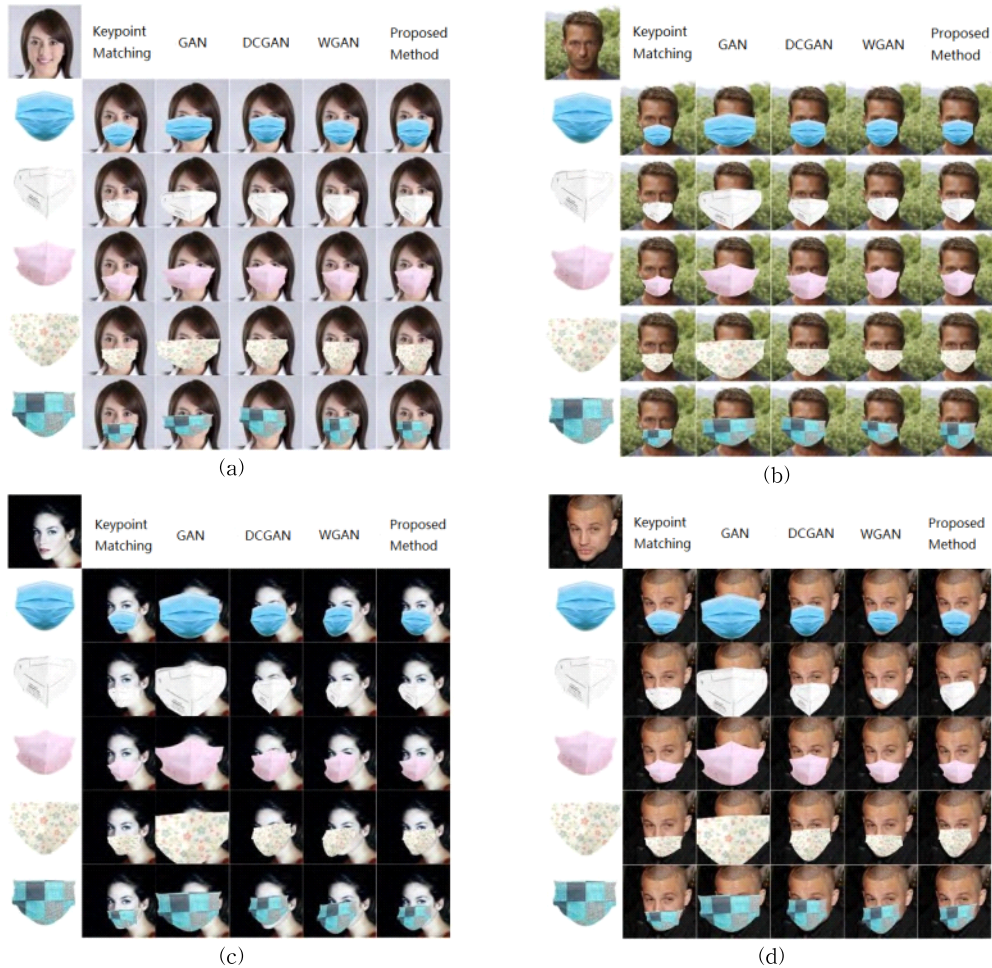 Keypoint Matching
GAN
DCGAN
WGAN
Proposed Method
(a)
Keypoint Matching
GAN
DCGAN
WGAN
Proposed Method
(b)
Keypoint Matching
GAN
DCGAN
WGAN
Proposed Method
(c)
Keypoint Matching
GAN
DCGAN
WGAN
Proposed Method
(d)